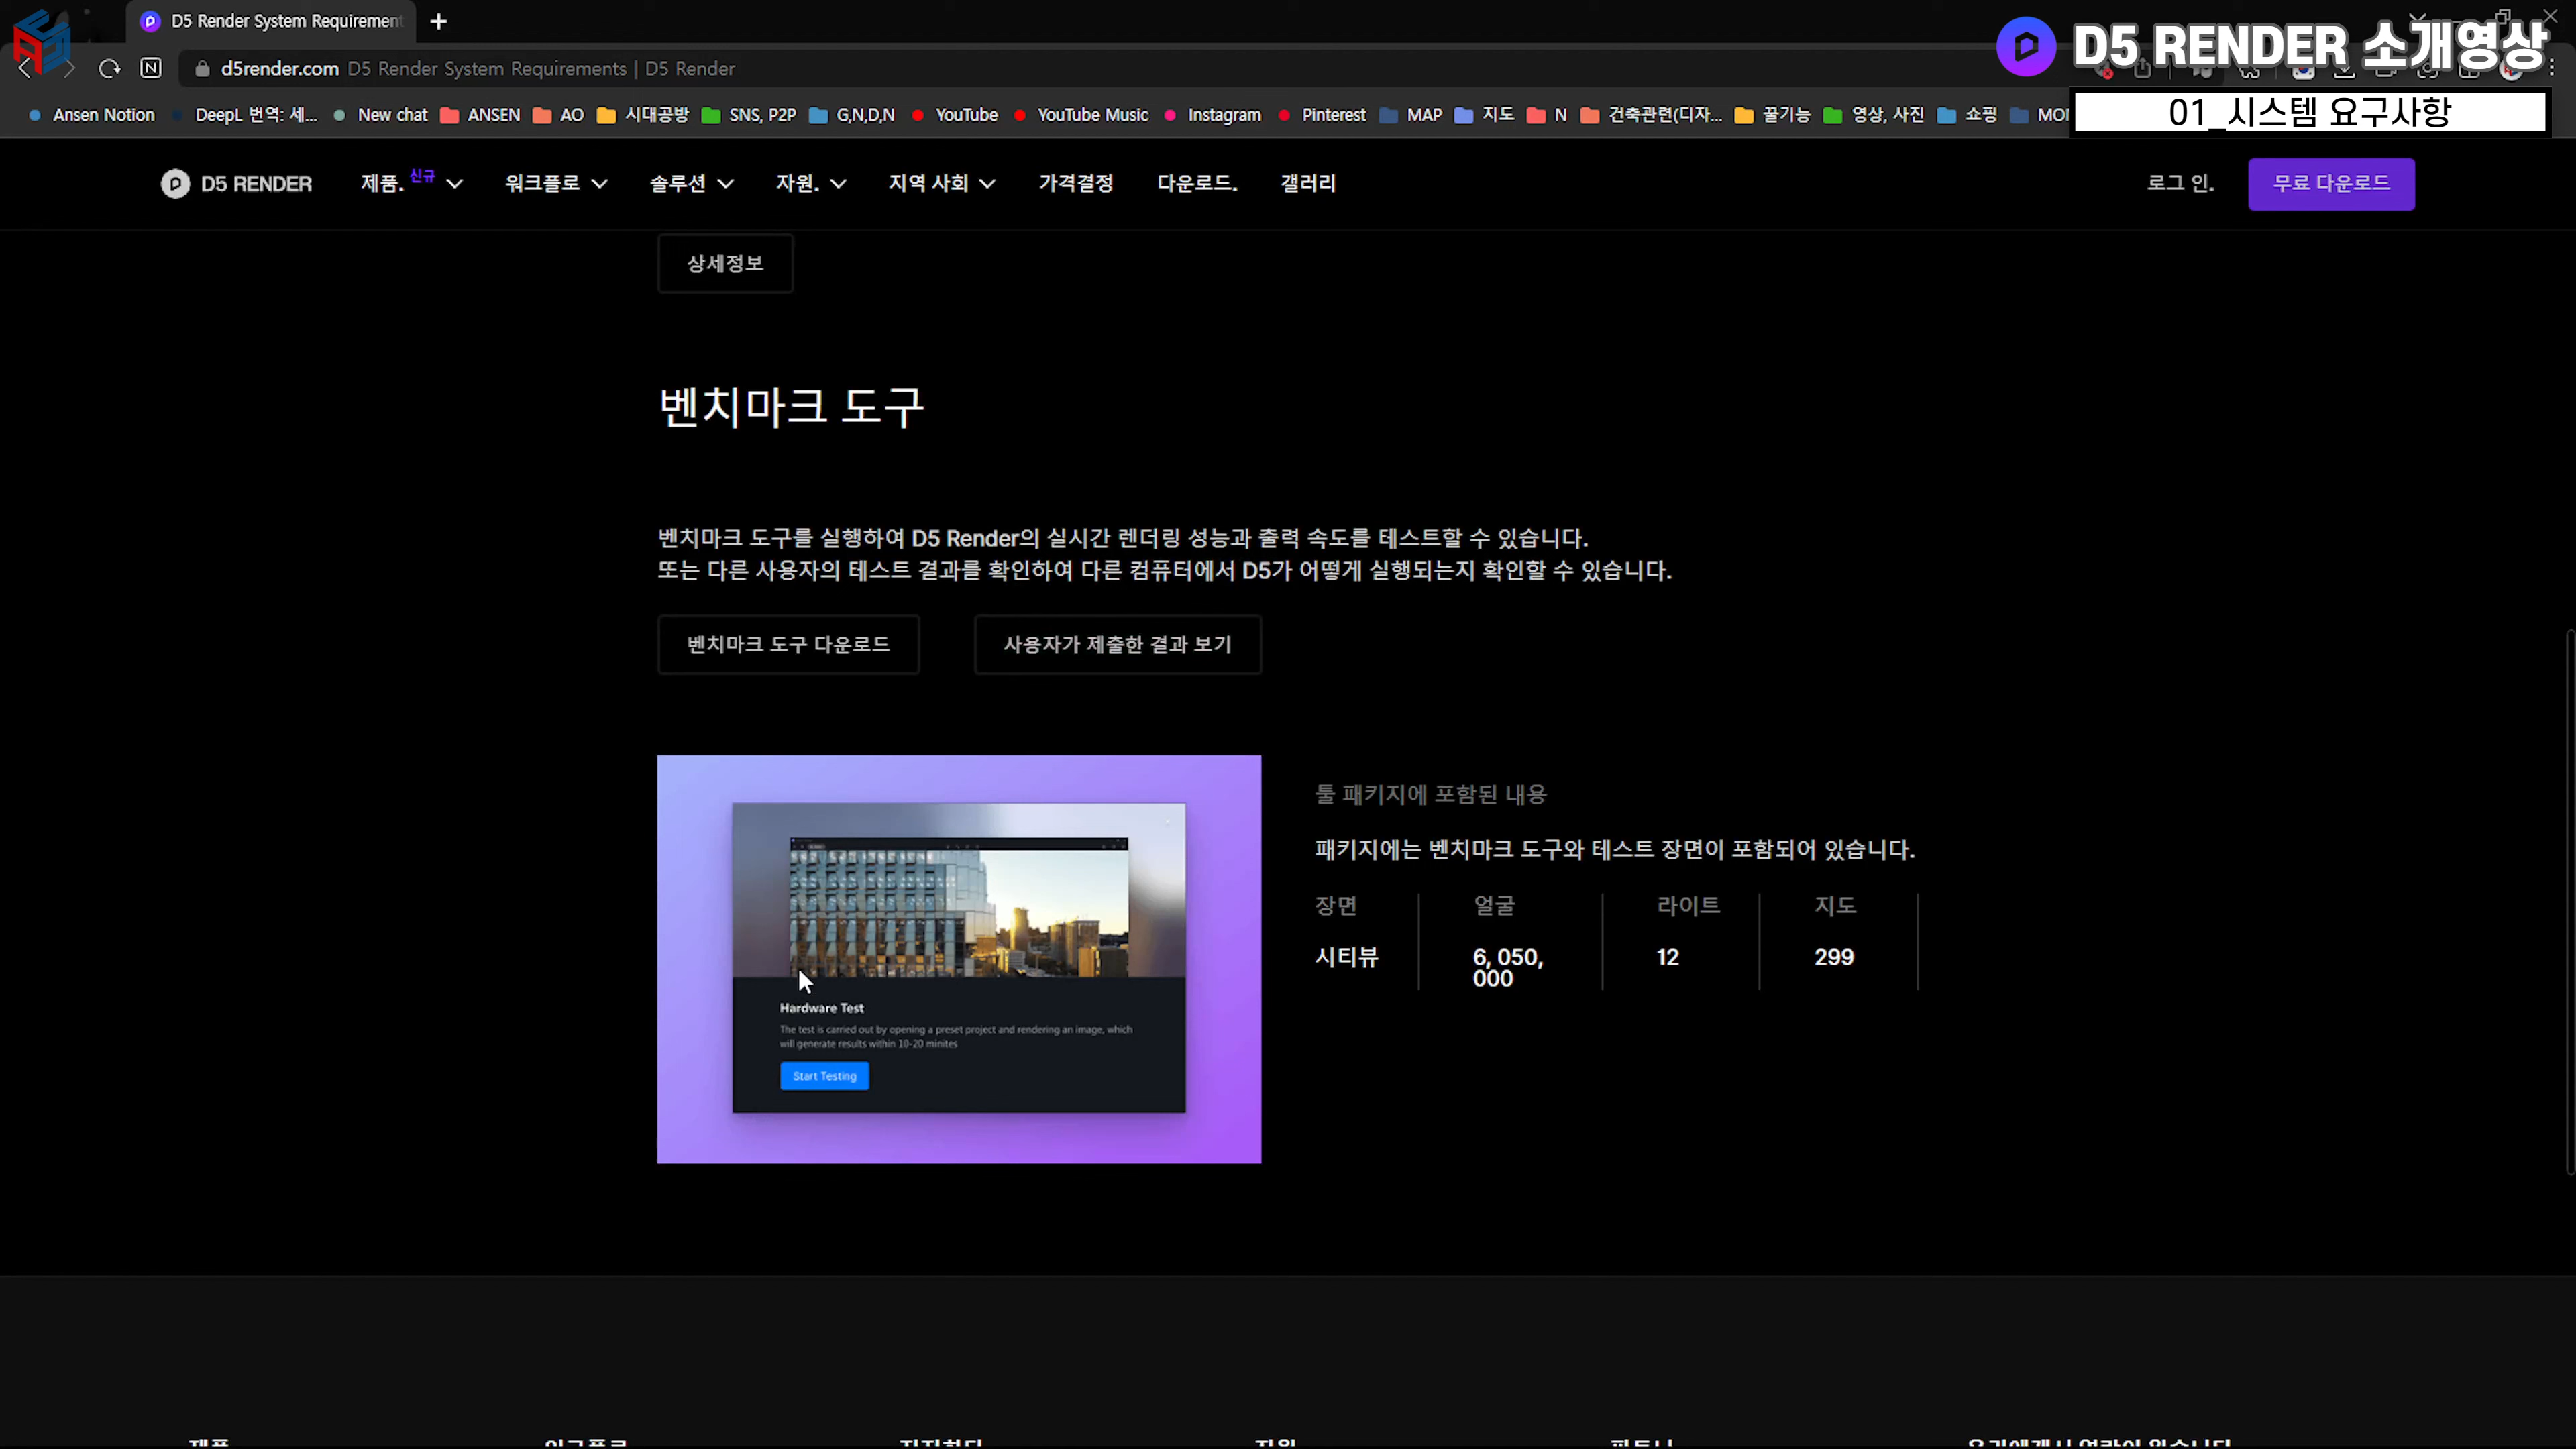 D5 Render System Requirement
D5 RENDER 소개영상
d5render.com D5 Render System Requirements | D5 Render
Ansen Notion DeepL 번역: 세... New chat ANSEN AO 시대공방 SNS, P2P G,N,D,N YouTube YouTube Music Instagram Pinterest MAP 지도 N 건축관련(디자... 꿀기능 영상, 사진 쇼핑
01_시스템 요구사항
D5 RENDER 제품. 신규 워크플로 솔루션 자원. 지역 사회 가격결정 다운로드. 갤러리 로그 인. 무료 다운로드
상세정보
벤치마크 도구
벤치마크 도구를 실행하여 D5 Render의 실시간 렌더링 성능과 출력 속도를 테스트할 수 있습니다.
또는 다른 사용자의 테스트 결과를 확인하여 다른 컴퓨터에서 D5가 어떻게 실행되는지 확인할 수 있습니다.
벤치마크 도구 다운로드 사용자가 제출한 결과 보기
툴 패키지에 포함된 내용
패키지에는 벤치마크 도구와 테스트 장면이 포함되어 있습니다.
장면 얼굴 라이트 지도
시티뷰 6, 050, 12 299
000
Hardware Test
The test is carried out by opening a preset project and rendering an image, which
will generate results within 10-20 minites
Start Testing